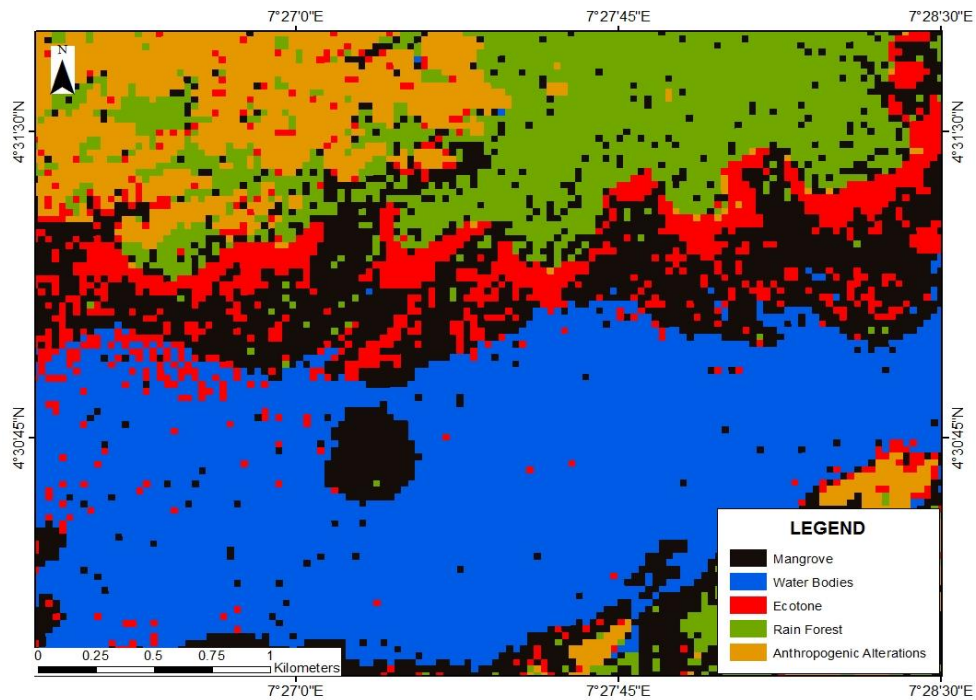 7°27'0"E 7°27'45"E 7°28'30"E
N
4°31'30"N 4°31'30"N
4°30'45"N 4°30'45"N
LEGEND
Mangrove
Water Bodies
Ecotone
Rain Forest
Anthropogenic Alterations
0 0.25 0.5 0.75 1
Kilometers
7°27'0"E 7°27'45"E 7°28'30"E